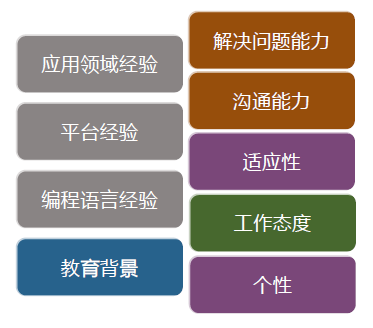 应用领域经验
平台经验
编程语言经验
教育背景
解决问题能力
沟通能力
适应性
工作态度
个性